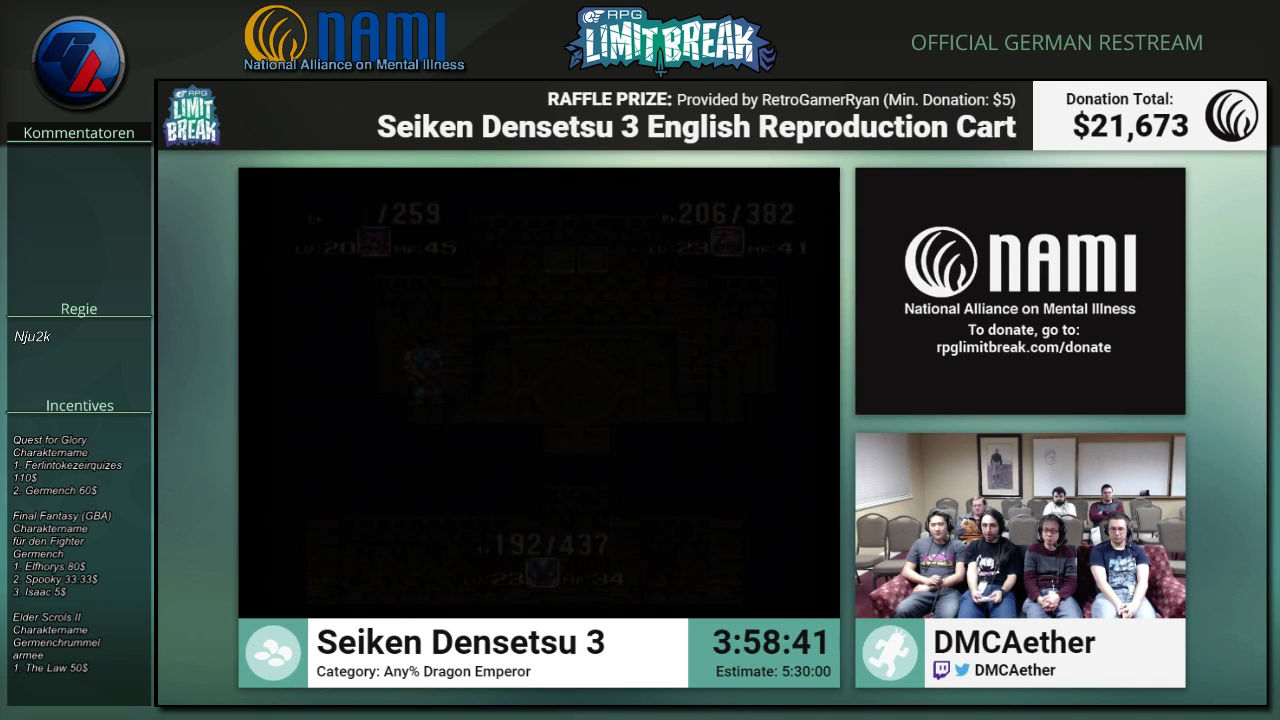 NAMI
National Alliance on Mental Illness
RPG
LIMIT BREAK
OFFICIAL GERMAN RESTREAM
RPG
LIMIT
BREAK
RAFFLE PRIZE: Provided by RetroGamerRyan (Min. Donation: $5)
Seiken Densetsu 3 English Reproduction Cart
Donation Total:
$21,673
Kommentatoren
Regie
Nju2k
Incentives
Quest for Glory
Charaktername
1. Ferlintokezeirquizes
110$
2. Germench 60$
Final Fantasy (GBA)
Charaktername
für den Fighter
Germench
1. Elfhorys 80$
2. Spooky 33.33$
3. Isaac 5$
Elder Scrolls II
Charaktername
Germenchrummel
armee
1. The Law 50$
/259
LV:20 MP:45
206/382
LV:23 MP:41
192/437
LV:23 MP:34
NAMI
National Alliance on Mental Illness
To donate, go to:
rpglimitbreak.com/donate
Seiken Densetsu 3
Category: Any% Dragon Emperor
3:58:41
Estimate: 5:30:00
DMCAether
DMCAether